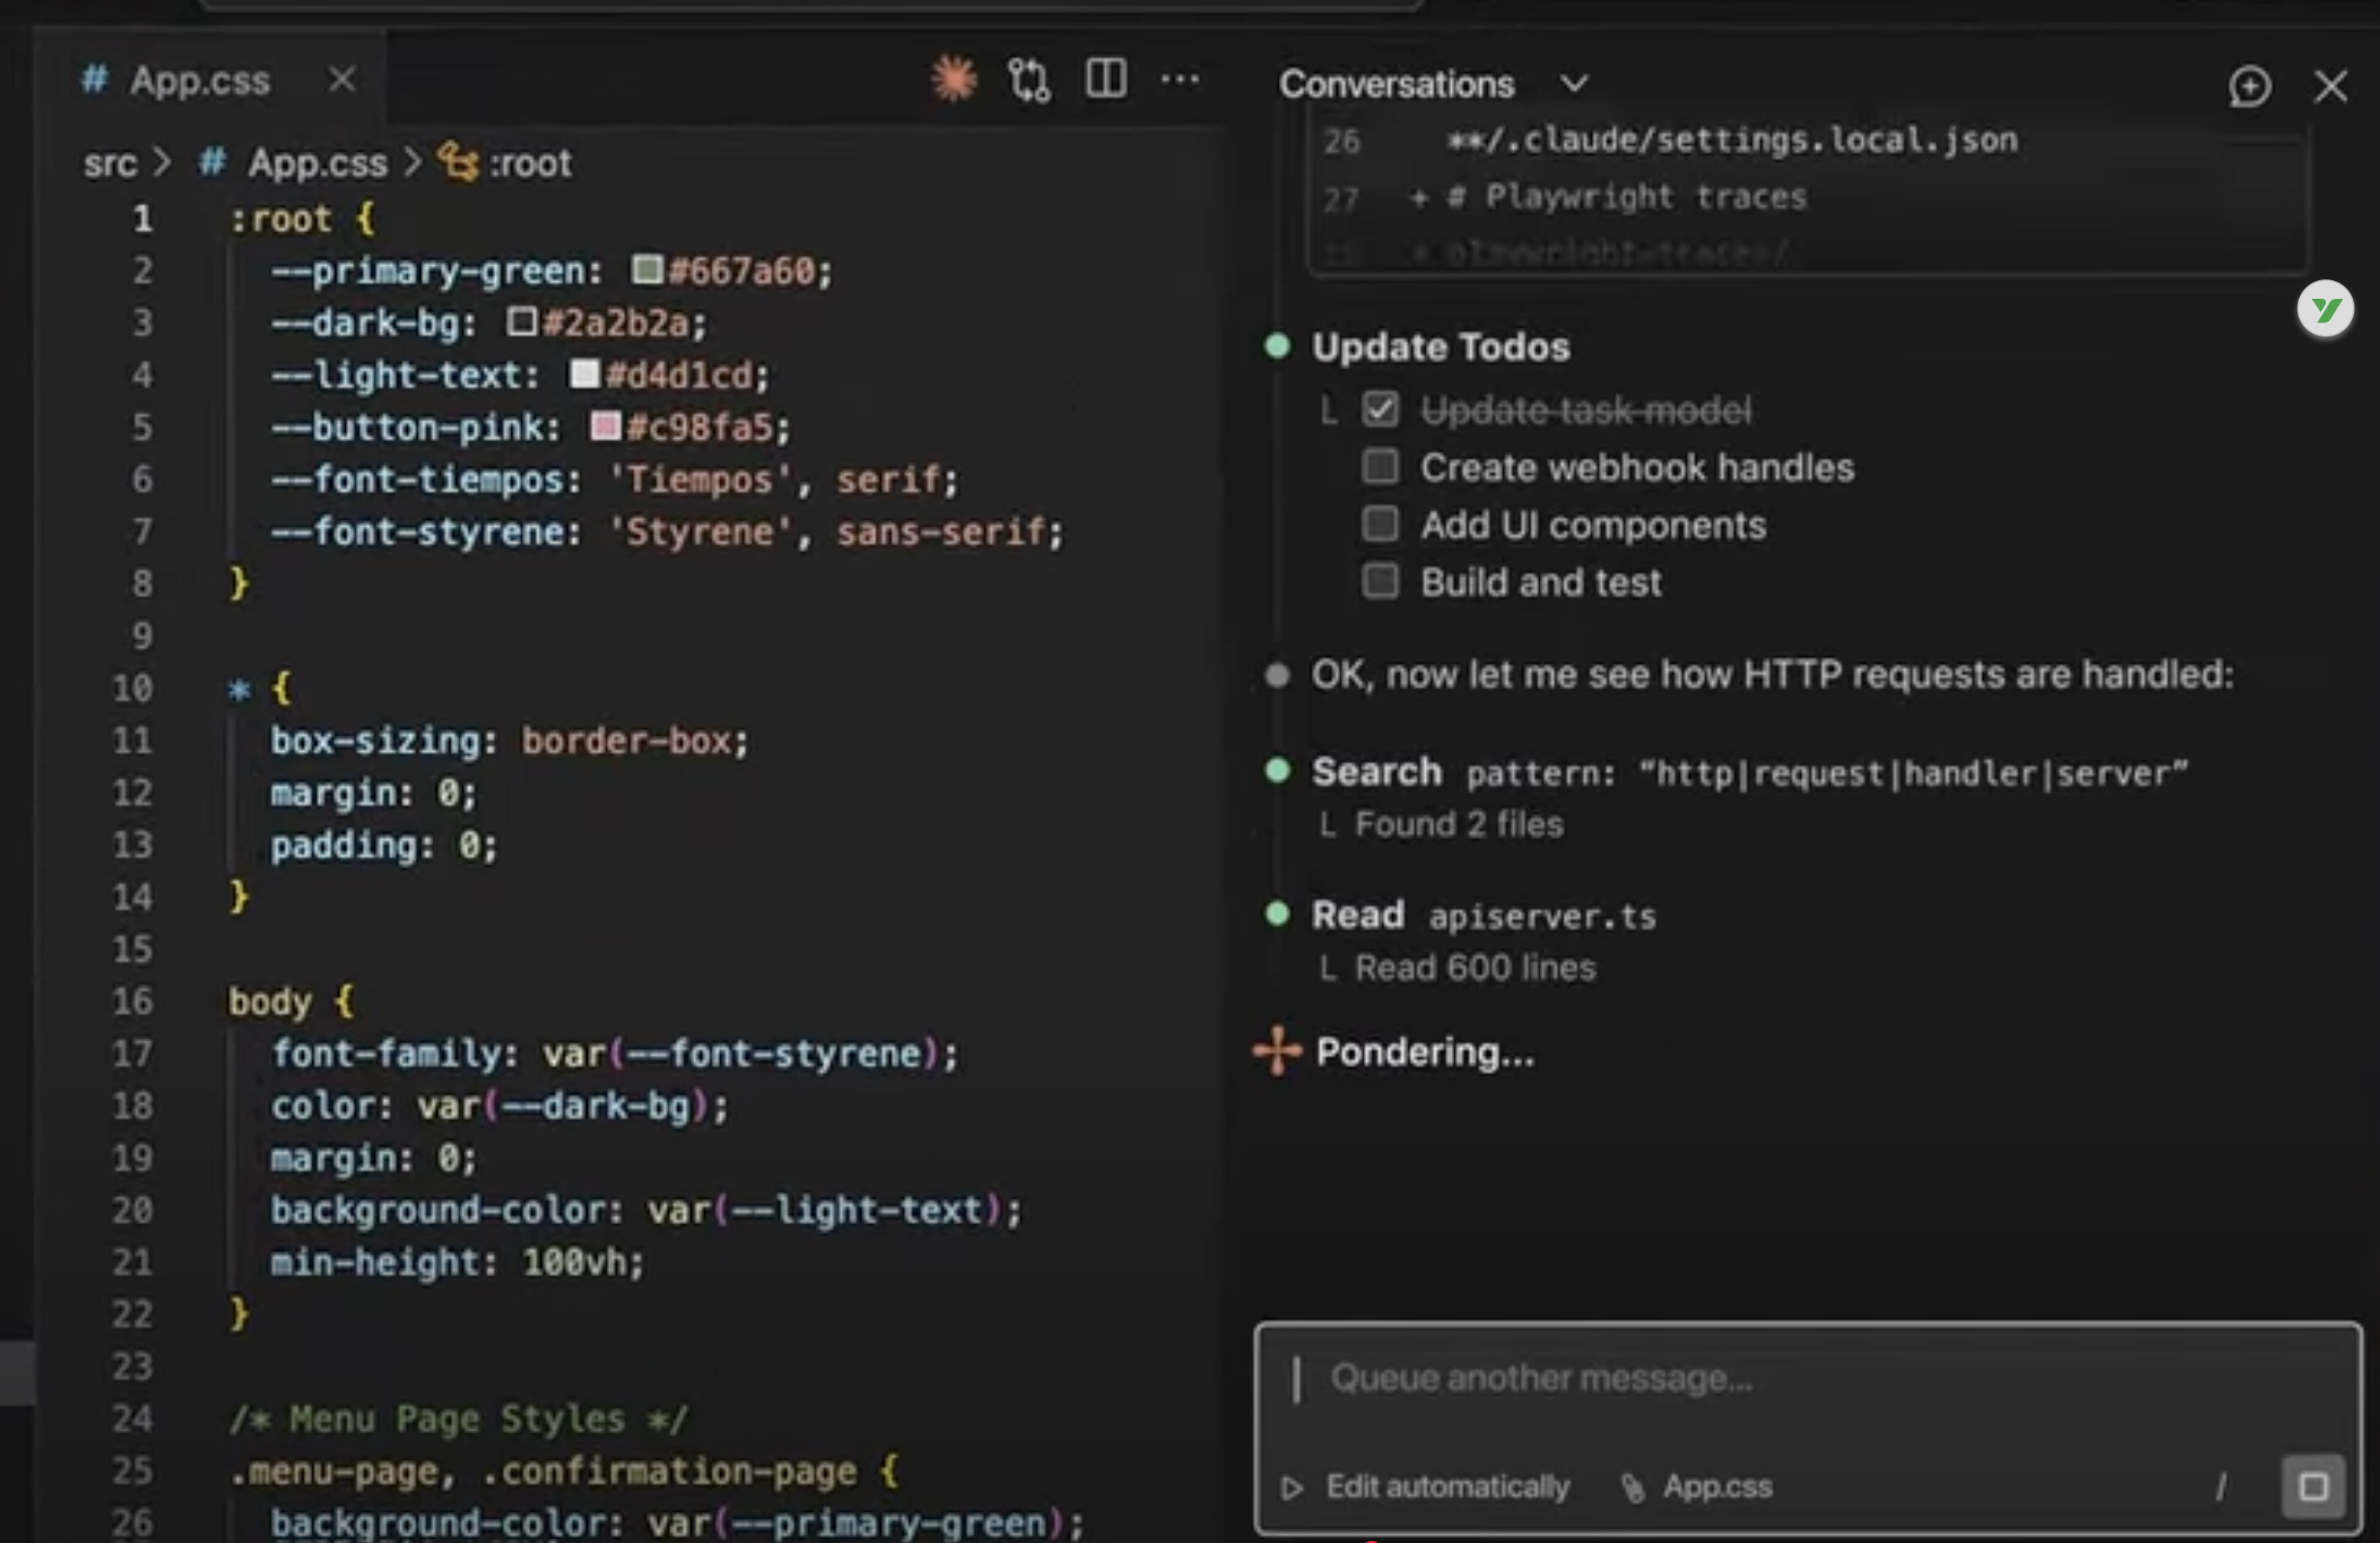 # App.css
src > # App.css > :root
1 :root {
2 --primary-green: #667a60;
3 --dark-bg: #2a2b2a;
4 --light-text: #d4d1cd;
5 --button-pink: #c98fa5;
6 --font-tiempos: 'Tiempos', serif;
7 --font-styrene: 'Styrene', sans-serif;
8 }
9
10 * {
11 box-sizing: border-box;
12 margin: 0;
13 padding: 0;
14 }
15
16 body {
17 font-family: var(--font-styrene);
18 color: var(--dark-bg);
19 margin: 0;
20 background-color: var(--light-text);
21 min-height: 100vh;
22 }
23
24 /* Menu Page Styles */
25 .menu-page, .confirmation-page {
26 background-color: var(--primary-green);
Conversations
26 **/.claude/settings.local.json
27 + # Playwright traces
Update Todos
Update task model
Create webhook handles
Add UI components
Build and test
OK, now let me see how HTTP requests are handled:
Search pattern: “http|request|handler|server”
Found 2 files
Read apiserver.ts
Read 600 lines
Pondering...
Queue another message...
Edit automatically App.css /